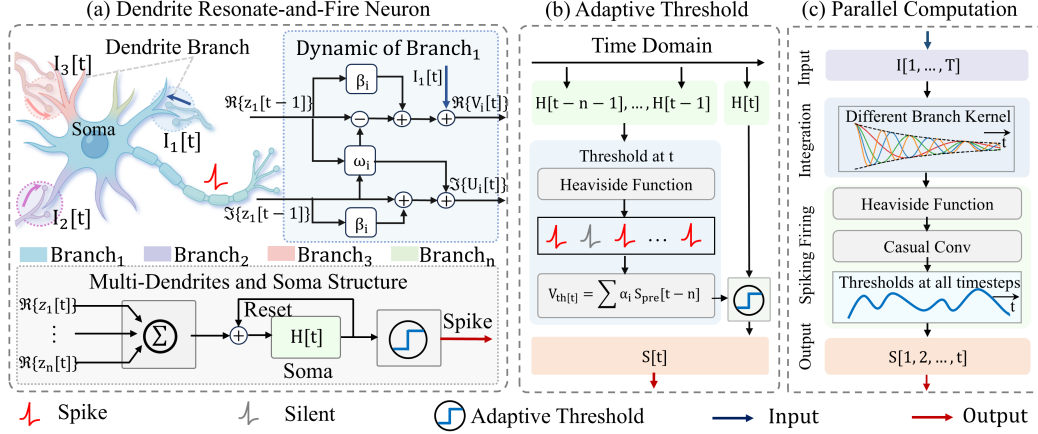 (a) Dendrite Resonate-and-Fire Neuron
Dendrite Branch
I₃[t]
Soma
I₁[t]
I₂[t]
Dynamic of Branch₁
I₁[t]
βᵢ
ℜ{z₁[t − 1]}
ℜ{Vᵢ[t]}
−
+
+
ωᵢ
ℑ{Uᵢ[t]}
ℑ{z₁[t − 1]}
+
+
βᵢ
Branch₁
Branch₂
Branch₃
Branchₙ
Multi-Dendrites and Soma Structure
ℜ{z₁[t]}
⋮
ℜ{zₙ[t]}
Σ
Reset
+
H[t]
Soma
Spike
(b) Adaptive Threshold
Time Domain
H[t − n − 1], … , H[t − 1]
H[t]
Threshold at t
Heaviside Function
…
Vth[t] = ∑ αᵢ Spre[t − n]
S[t]
(c) Parallel Computation
Input
I[1, … , T]
Integration
Different Branch Kernel
t
Spiking Firing
Heaviside Function
Casual Conv
Thresholds at all timesteps
t
Output
S[1, 2, … , t]
Spike
Silent
Adaptive Threshold
Input
Output